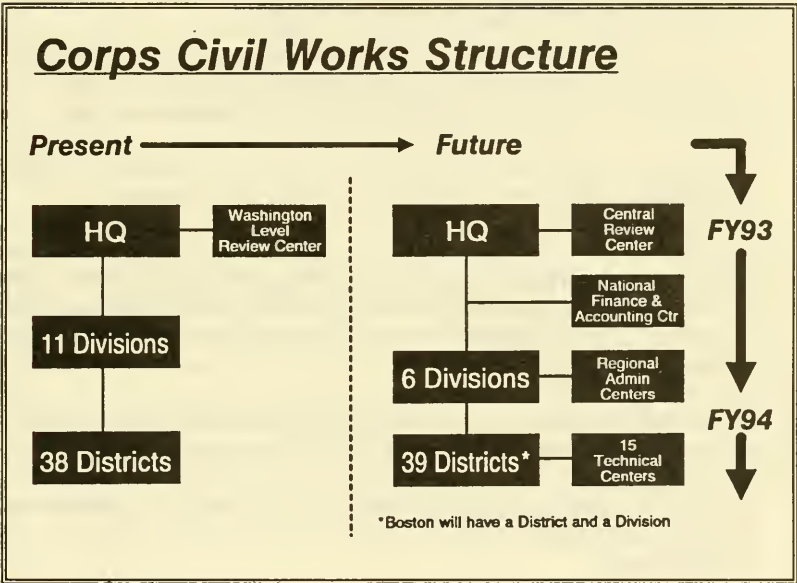 Corps Civil Works Structure
Present
Future
HQ
Washington
Level
Review Center
11 Divisions
38 Districts
HQ
Central
Review
Center
National
Finance &
Accounting Ctr
6 Divisions
Regional
Admin
Centers
39 Districts*
15
Technical
Centers
*Boston will have a District and a Division
FY93
FY94